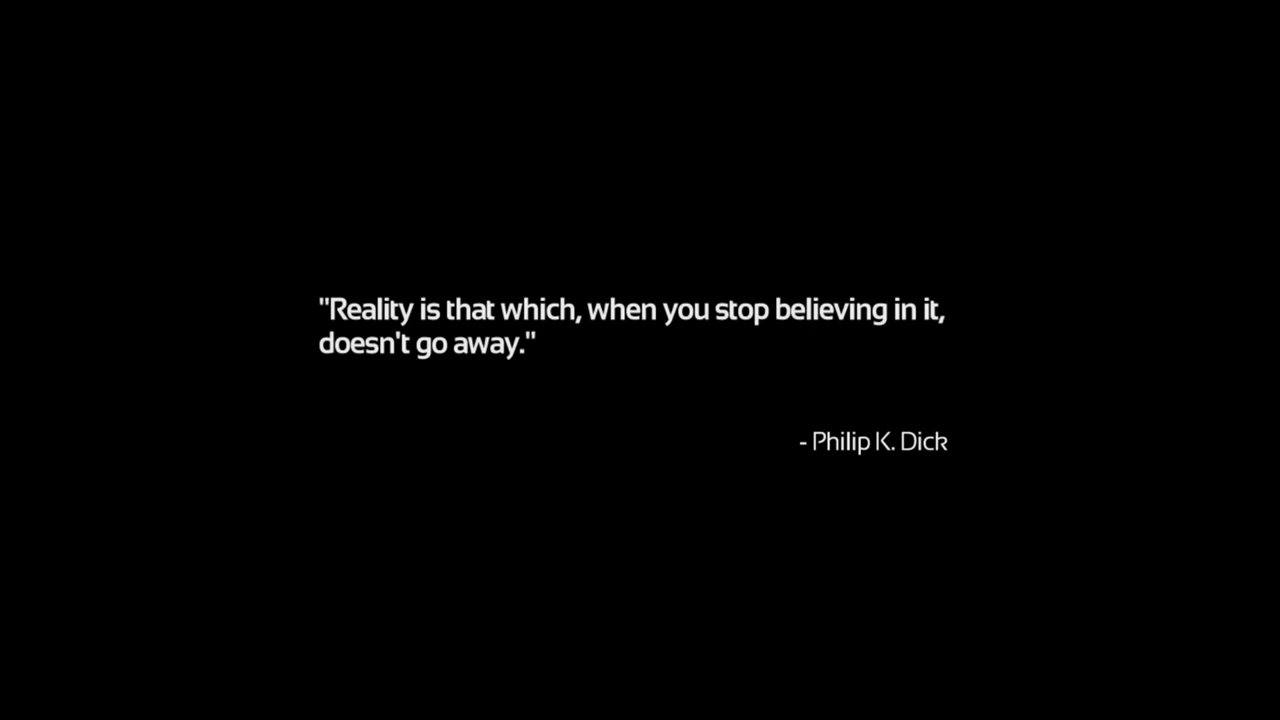 "Reality is that which, when you stop believing in it,
doesn't go away."
- Philip K. Dick